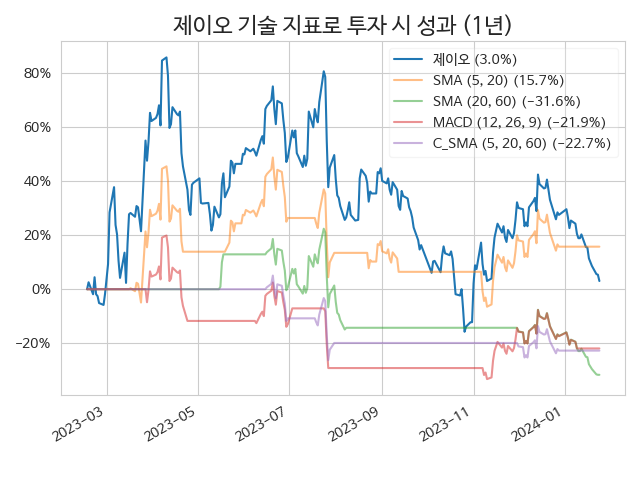 제이오 기술 지표로 투자 시 성과 (1년)
제이오 (3.0%)
SMA (5, 20) (15.7%)
SMA (20, 60) (−31.6%)
MACD (12, 26, 9) (−21.9%)
C_SMA (5, 20, 60) (−22.7%)
80%
60%
40%
20%
0%
−20%
2023−03
2023−05
2023−07
2023−09
2023−11
2024−01